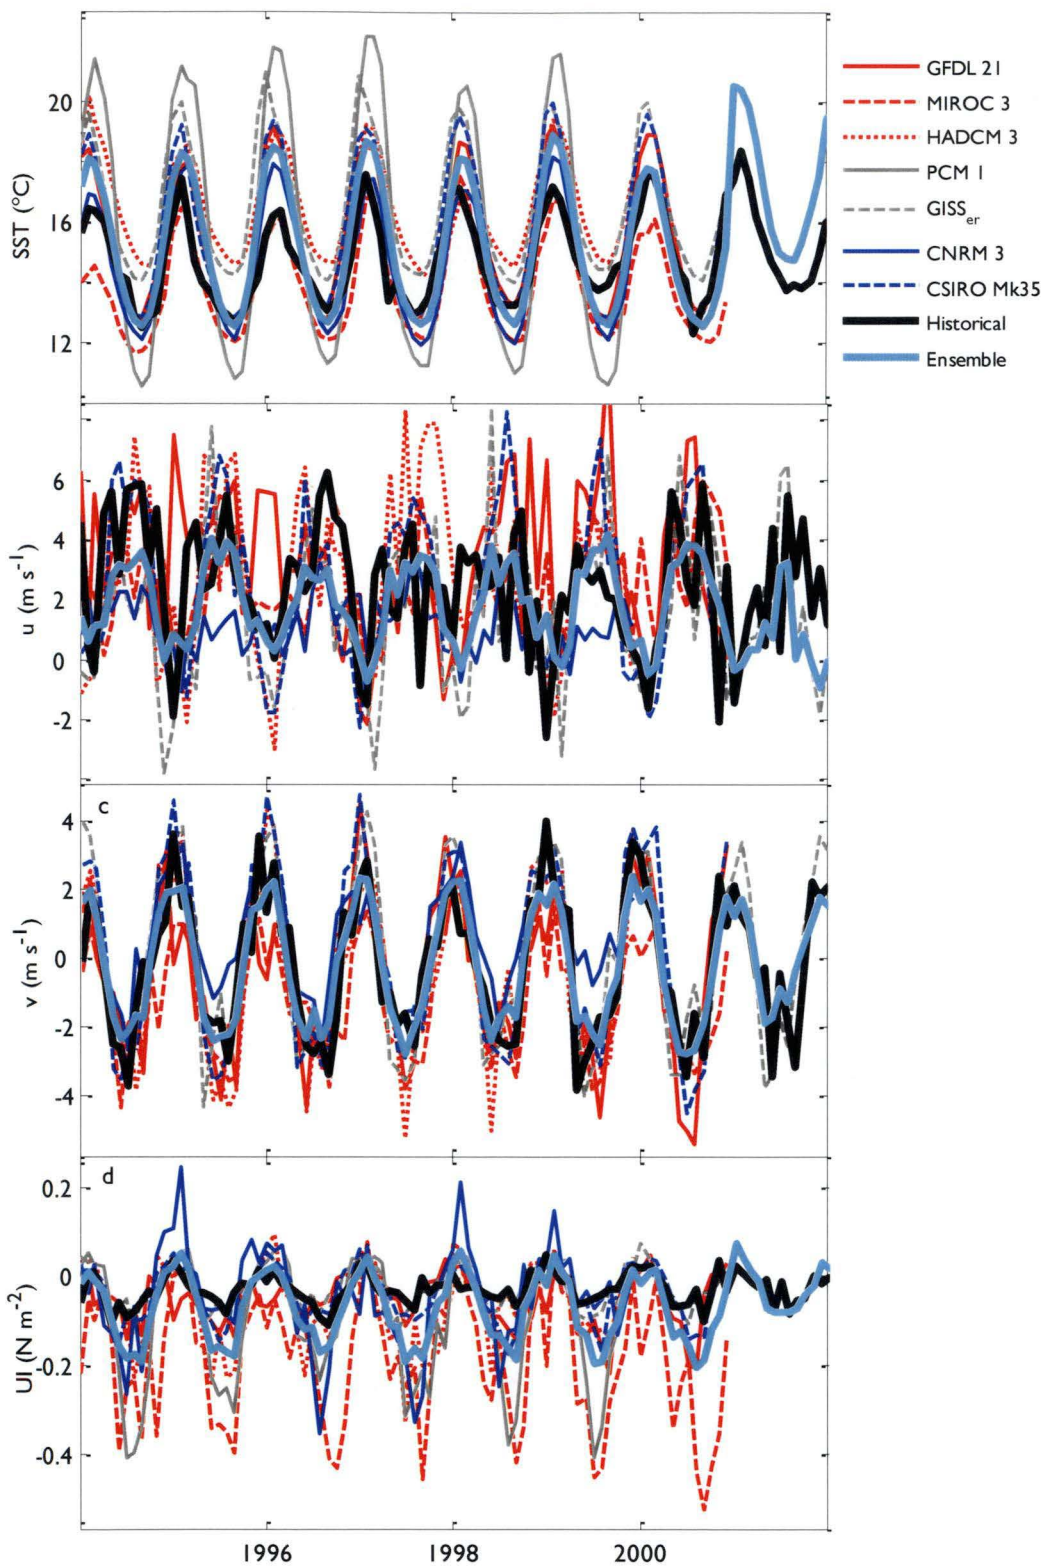 20
16
12
SST (°C)
GFDL 21
MIROC 3
HADCM 3
PCM 1
GISS er
CNRM 3
CSIRO Mk35
Historical
Ensemble
6
4
2
0
-2
u (m s⁻¹)
c
4
2
0
-2
-4
v (m s⁻¹)
d
0.2
0
-0.2
-0.4
UI (N m⁻²)
1996
1998
2000